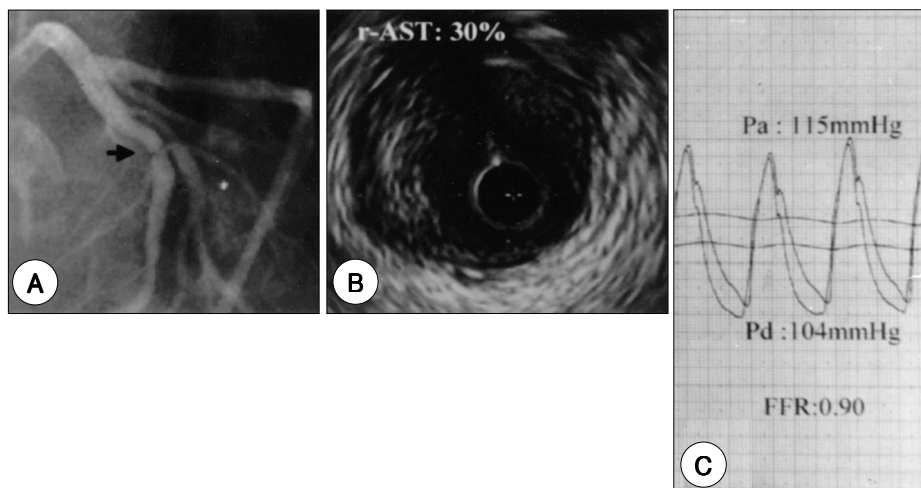 A
r-AST: 30%
B
Pa : 115mmHg
Pd :104mmHg
FFR:0.90
C